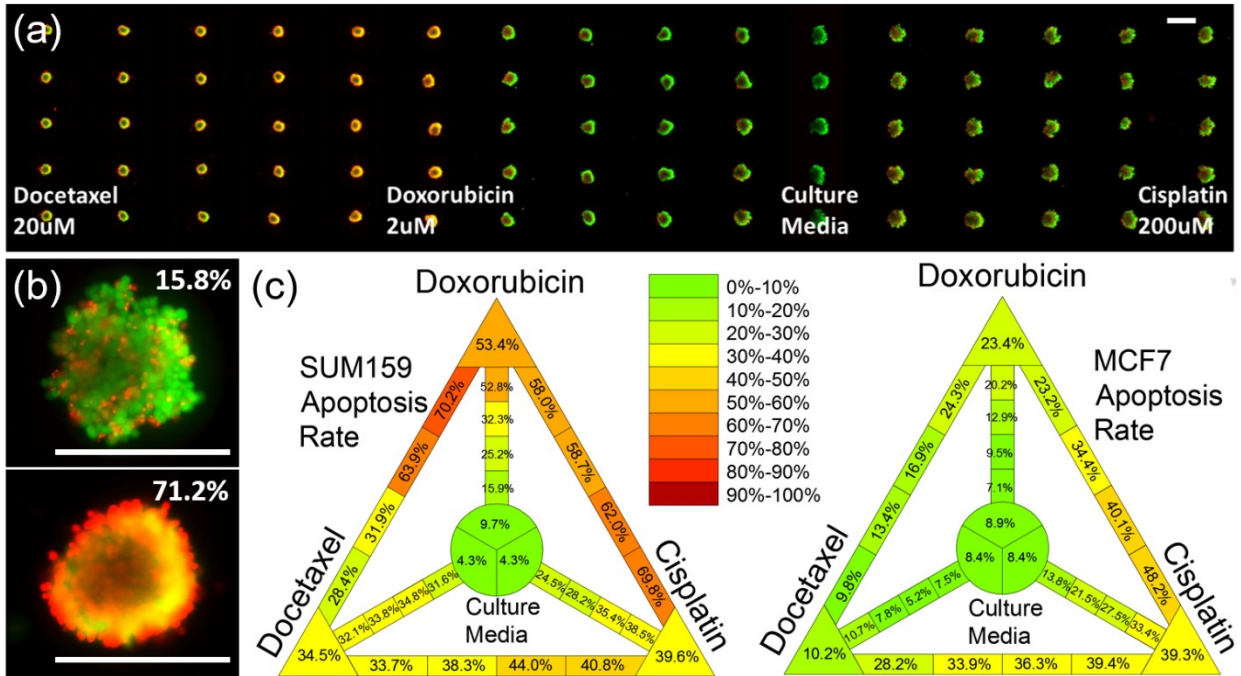 (a)
Docetaxel
20uM
Doxorubicin
2uM
Culture
Media
Cisplatin
200uM
(b)
15.8%
71.2%
(c)
Doxorubicin
SUM159
Apoptosis
Rate
53.4%
52.8%
32.3%
25.2%
15.9%
70.2%
63.9%
31.9%
28.4%
58.0%
58.7%
62.0%
69.8%
9.7%
4.3%
4.3%
31.6%
34.8%
33.8%
32.1%
24.5%
28.2%
35.4%
38.5%
Docetaxel
Culture
Media
Cisplatin
34.5%
33.7%
38.3%
44.0%
40.8%
39.6%
0%-10%
10%-20%
20%-30%
30%-40%
40%-50%
50%-60%
60%-70%
70%-80%
80%-90%
90%-100%
Doxorubicin
MCF7
Apoptosis
Rate
23.4%
20.2%
12.9%
9.5%
7.1%
24.3%
16.9%
13.4%
9.8%
23.2%
34.4%
40.1%
48.2%
8.9%
8.4%
8.4%
7.5%
5.2%
7.8%
10.7%
13.8%
21.5%
27.5%
33.4%
Docetaxel
Culture
Media
Cisplatin
10.2%
28.2%
33.9%
36.3%
39.4%
39.3%